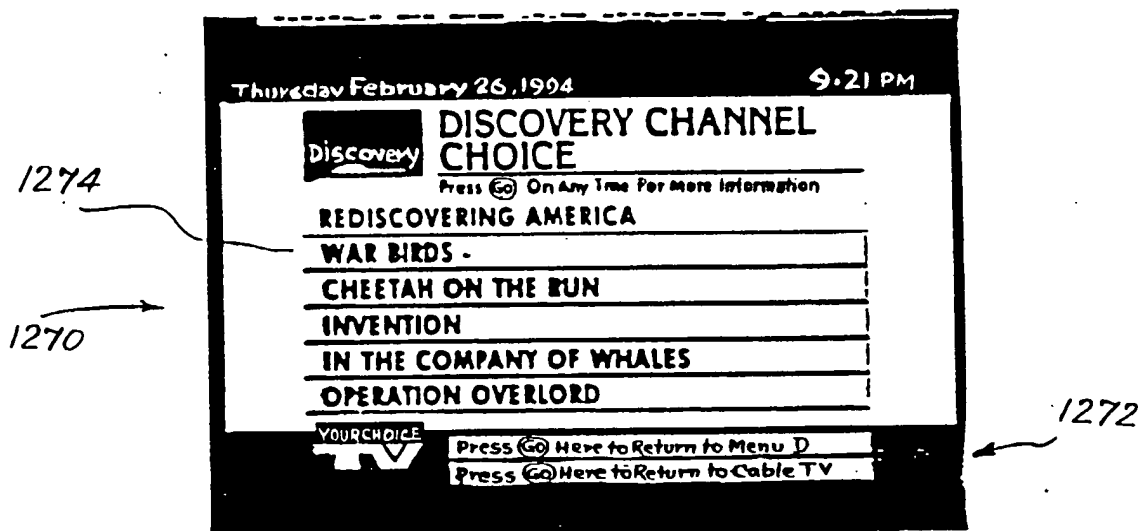 Thursday February 26, 1994 9.21 PM
Discovery
DISCOVERY CHANNEL
CHOICE
Press Go On Any Time For More Information
1274
REDISCOVERING AMERICA
WAR BIRDS -
CHEETAH ON THE RUN
1270
INVENTION
IN THE COMPANY OF WHALES
OPERATION OVERLORD
1272
YOUR CHOICE
TV
Press Go Here to Return to Menu D
Press Go Here to Return to Cable TV